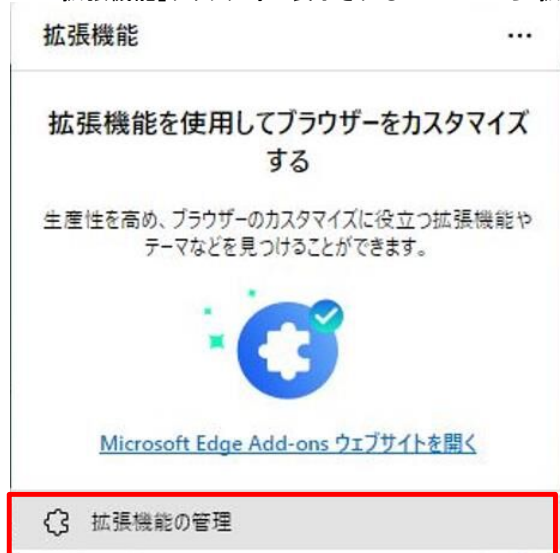 拡張機能
拡張機能を使用してブラウザーをカスタマイズ
する
生産性を高め、ブラウザーのカスタマイズに役立つ拡張機能や
テーマなどを見つけることができます。
Microsoft Edge Add-ons ウェブサイトを開く
拡張機能の管理